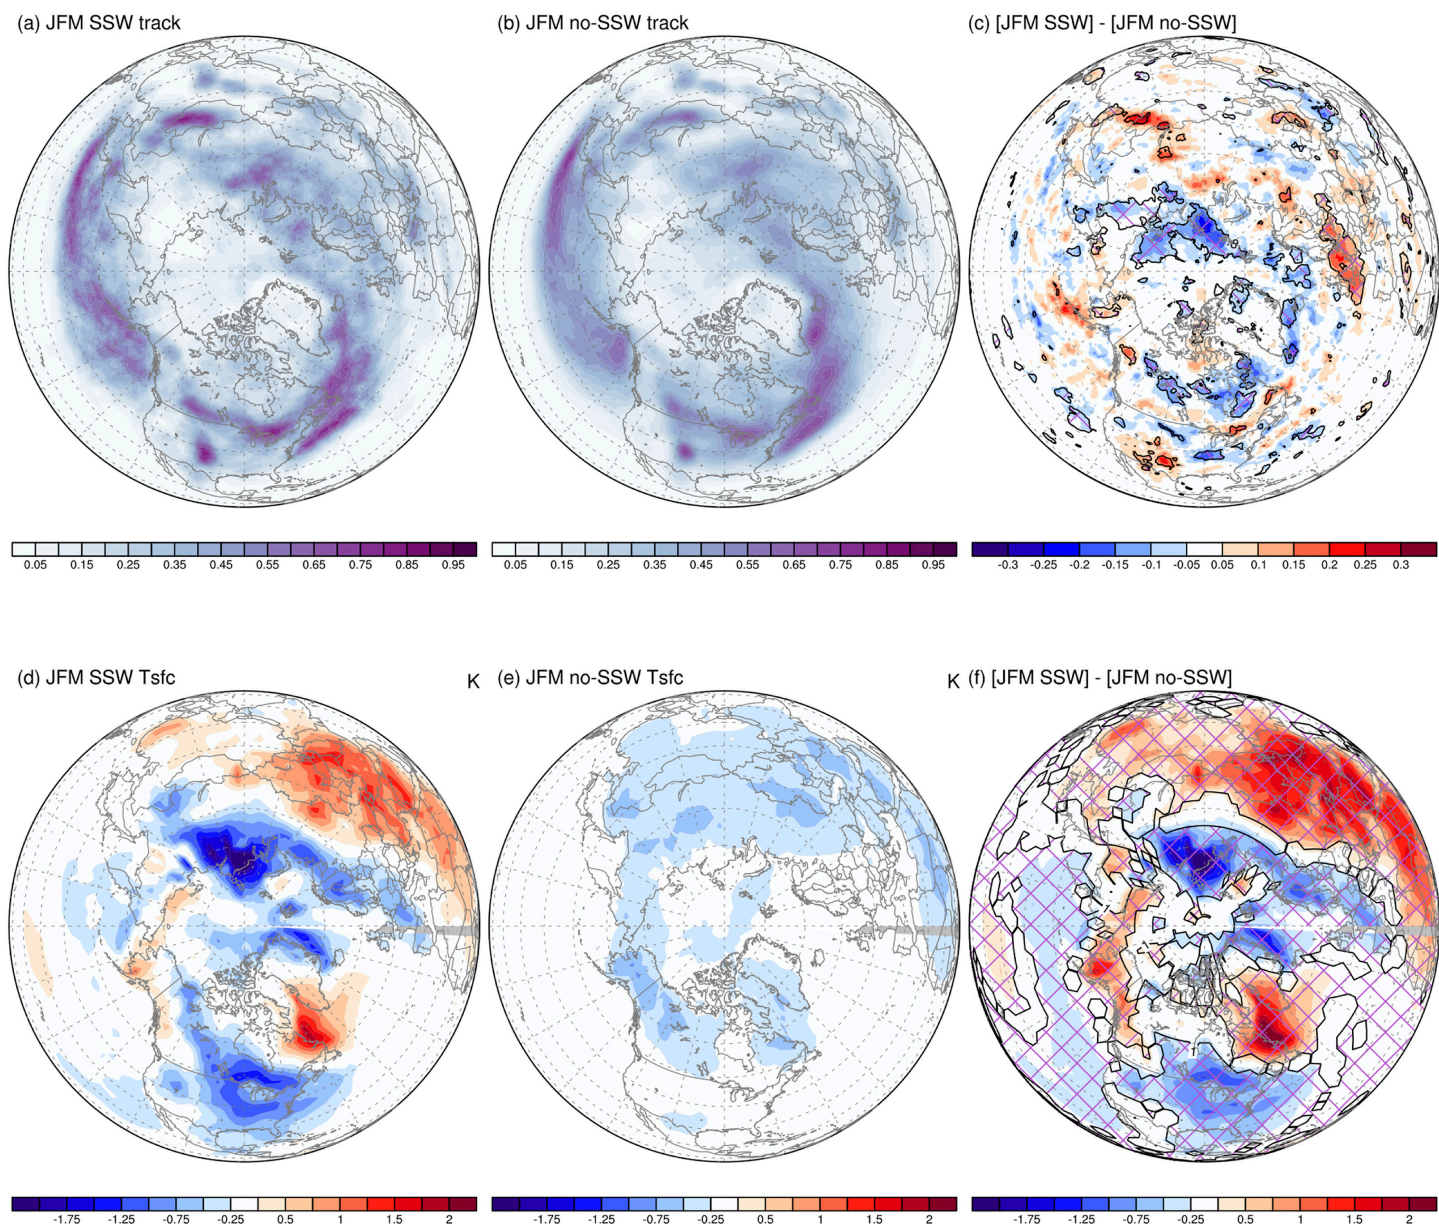 (a) JFM SSW track
(b) JFM no-SSW track
(c) [JFM SSW] - [JFM no-SSW]
0.05 0.15 0.25 0.35 0.45 0.55 0.65 0.75 0.85 0.95
0.05 0.15 0.25 0.35 0.45 0.55 0.65 0.75 0.85 0.95
-0.3 -0.25 -0.2 -0.15 -0.1 -0.05 0.05 0.1 0.15 0.2 0.25 0.3
(d) JFM SSW Tsfc K
(e) JFM no-SSW Tsfc K
(f) [JFM SSW] - [JFM no-SSW]
-1.75 -1.25 -0.75 -0.25 0.5 1 1.5 2
-1.75 -1.25 -0.75 -0.25 0.5 1 1.5 2
-1.75 -1.25 -0.75 -0.25 0.5 1 1.5 2